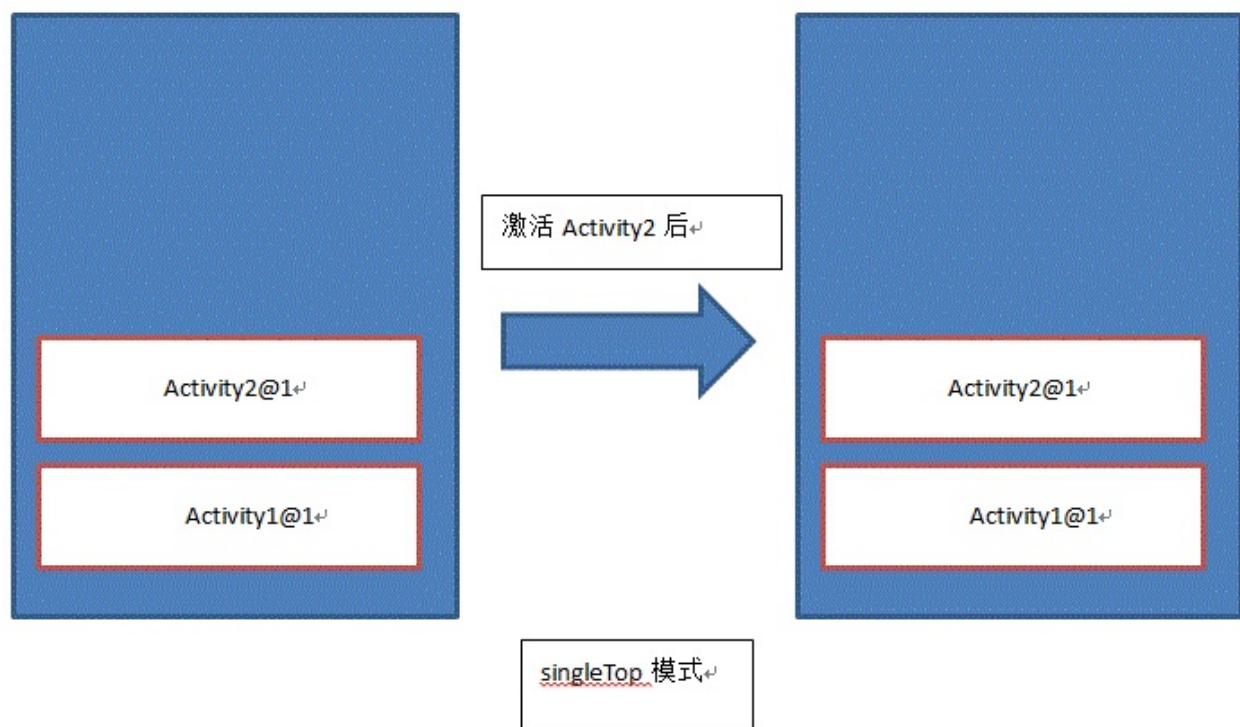 激活 Activity2 后↵
Activity2@1↵
Activity2@1↵
Activity1@1↵
Activity1@1↵
singleTop 模式↵